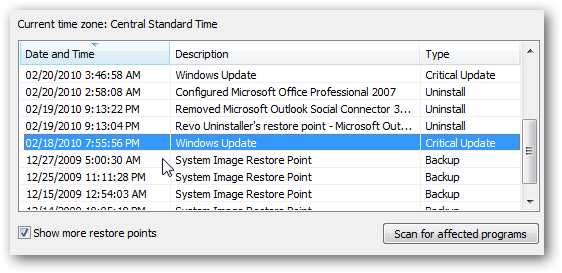 Current time zone: Central Standard Time
Date and Time Description Type
02/20/2010 3:46:58 AM Windows Update Critical Update
02/20/2010 2:58:08 AM Configured Microsoft Office Professional 2007 Uninstall
02/19/2010 9:13:22 PM Removed Microsoft Outlook Social Connector 3... Uninstall
02/19/2010 9:13:04 PM Revo Uninstaller's restore point - Microsoft Out... Uninstall
02/18/2010 7:55:56 PM Windows Update Critical Update
12/27/2009 5:00:30 AM System Image Restore Point Backup
12/25/2009 11:11:28 PM System Image Restore Point Backup
12/15/2009 12:54:03 AM System Image Restore Point Backup
System Image Restore Point Backup
Show more restore points Scan for affected programs